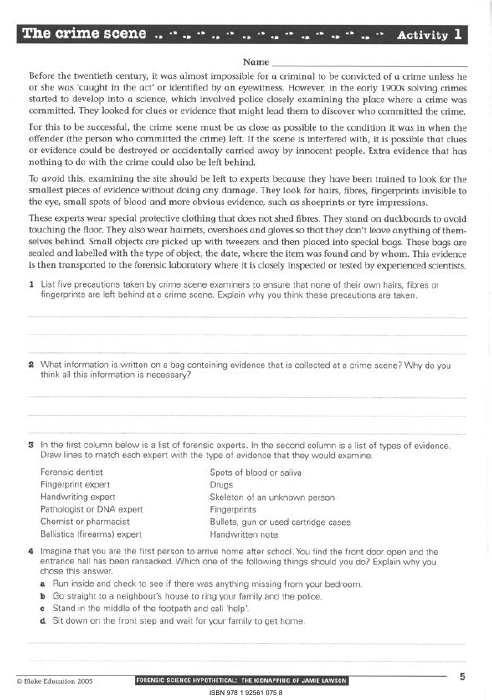 The crime scene Activity 1
Name
Before the twentieth century, it was almost impossible for a criminal to be convicted of a crime unless he
or she was 'caught in the act' or identified by an eyewitness. However, in the early 1900s solving crimes
started to develop into a science, which involved police closely examining the place where a crime was
committed. They looked for clues or evidence that might lead them to discover who committed the crime.
For this to be successful, the crime scene must be as close as possible to the condition it was in when the
offender (the person who committed the crime) left. If the scene is interfered with, it is possible that clues
or evidence could be destroyed or accidentally carried away by innocent people. Extra evidence that has
nothing to do with the crime could also be left behind.
To avoid this, examining the site should be left to experts because they have been trained to look for the
smallest pieces of evidence without doing any damage. They look for hairs, fibres, fingerprints invisible to
the eye, small spots of blood and more obvious evidence, such as shoeprints or tyre impressions.
These experts wear special protective clothing that does not shed fibres. They stand on duckboards to avoid
touching the floor. They also wear hairnets, overshoes and gloves so that they don't leave anything of them-
selves behind. Small objects are picked up with tweezers and then placed into special bags. These bags are
sealed and labelled with the type of object, the date, where the item was found and by whom. This evidence
is then transported to the forensic laboratory where it is closely inspected or tested by experienced scientists.
1 List five precautions taken by crime scene examiners to ensure that none of their own hairs, fibres or
fingerprints are left behind at a crime scene. Explain why you think these precautions are taken.
2 What information is written on a bag containing evidence that is collected at a crime scene? Why do you
think all this information is necessary?
3 In the first column below is a list of forensic experts. In the second column is a list of types of evidence.
Draw lines to match each expert with the type of evidence that they would examine.
Forensic dentist Spots of blood or saliva
Fingerprint expert Drugs
Handwriting expert Skeleton of an unknown person
Pathologist or DNA expert Fingerprints
Chemist or pharmacist Bullets, gun or used cartridge cases
Ballistics (firearms) expert Handwritten note
4 Imagine that you are the first person to arrive home after school. You find the front door open and the
entrance hall has been ransacked. Which one of the following things should you do? Explain why you
chose this answer.
a Run inside and check to see if there was anything missing from your bedroom.
b Go straight to a neighbour's house to ring your family and the police.
c Stand in the middle of the footpath and call 'help'.
d Sit down on the front step and wait for your family to get home.
© Blake Education 2005 FORENSIC SCIENCE HYPOTHETICAL: THE KIDNAPPING OF JAMIE LAWSON 5
ISBN 978 1 92561 075 8